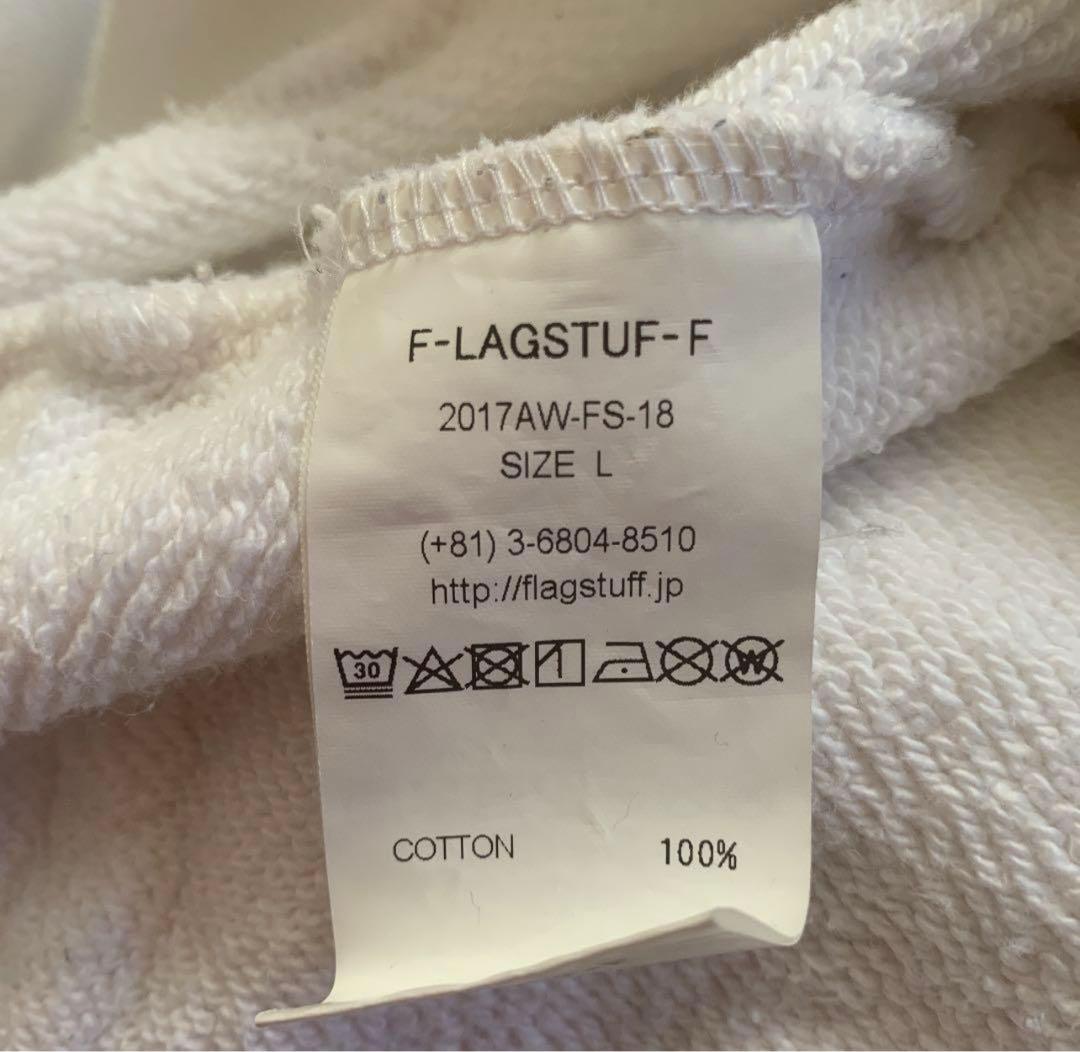 F-LAGSTUF-F
2017AW-FS-18
SIZE L
(+81) 3-6804-8510
http://flagstuff.jp
30
W
COTTON 100%